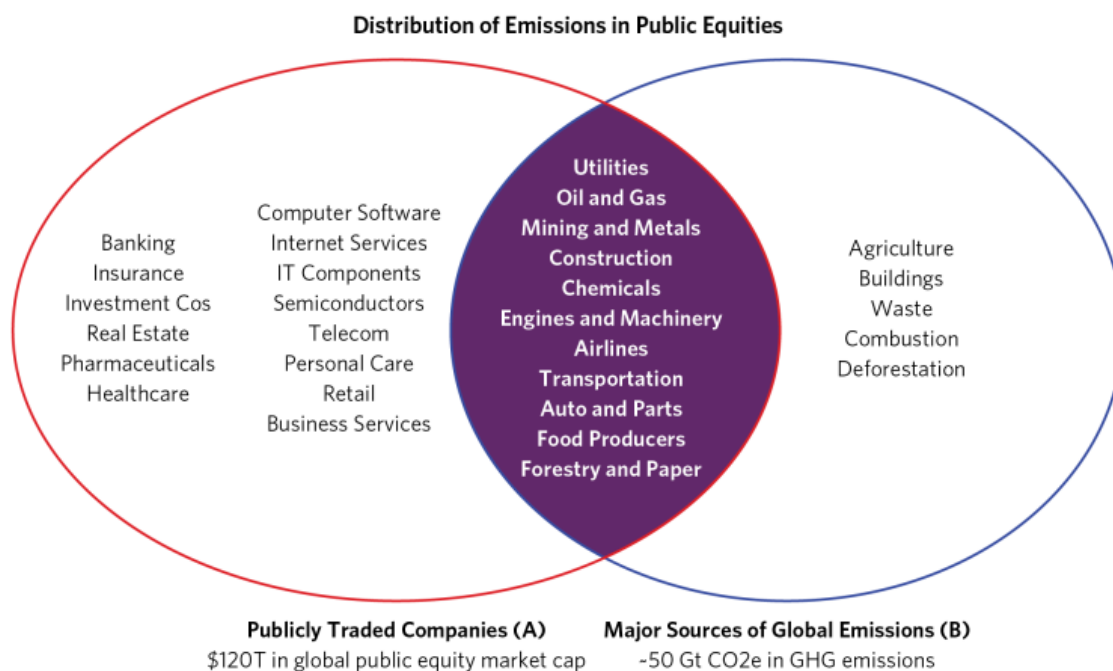 Distribution of Emissions in Public Equities
Banking
Insurance
Investment Cos
Real Estate
Pharmaceuticals
Healthcare
Computer Software
Internet Services
IT Components
Semiconductors
Telecom
Personal Care
Retail
Business Services
Utilities
Oil and Gas
Mining and Metals
Construction
Chemicals
Engines and Machinery
Airlines
Transportation
Auto and Parts
Food Producers
Forestry and Paper
Agriculture
Buildings
Waste
Combustion
Deforestation
Publicly Traded Companies (A)
$120T in global public equity market cap
Major Sources of Global Emissions (B)
~50 Gt CO2e in GHG emissions